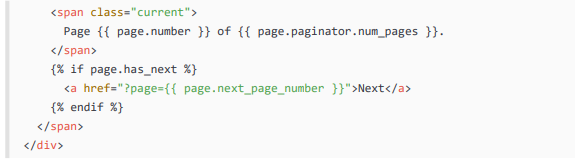 <span class="current">
Page {{ page.number }} of {{ page.paginator.num_pages }}.
</span>
{% if page.has_next %}
<a href="?page={{ page.next_page_number }}">Next</a>
{% endif %}
</span>
</div>